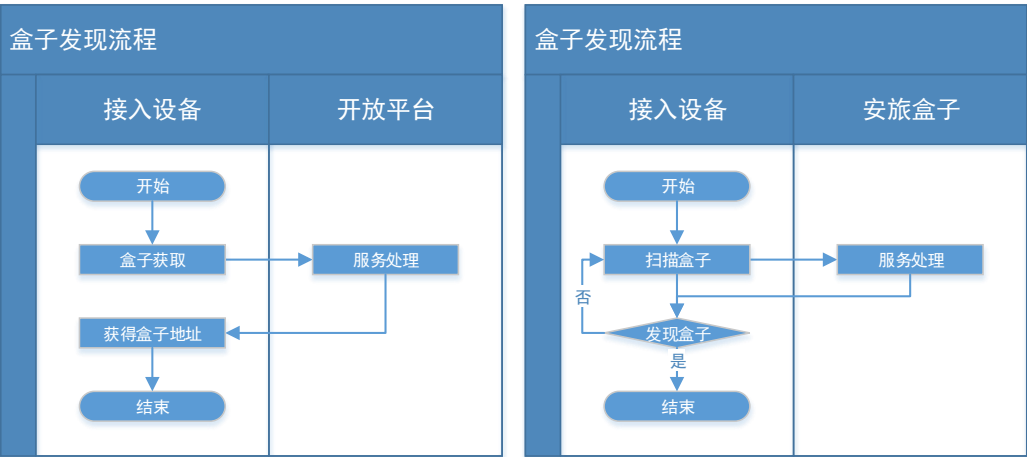 盒子发现流程
接入设备
开放平台
开始
盒子获取
服务处理
获得盒子地址
结束
盒子发现流程
接入设备
安旅盒子
开始
扫描盒子
服务处理
否
发现盒子
是
结束